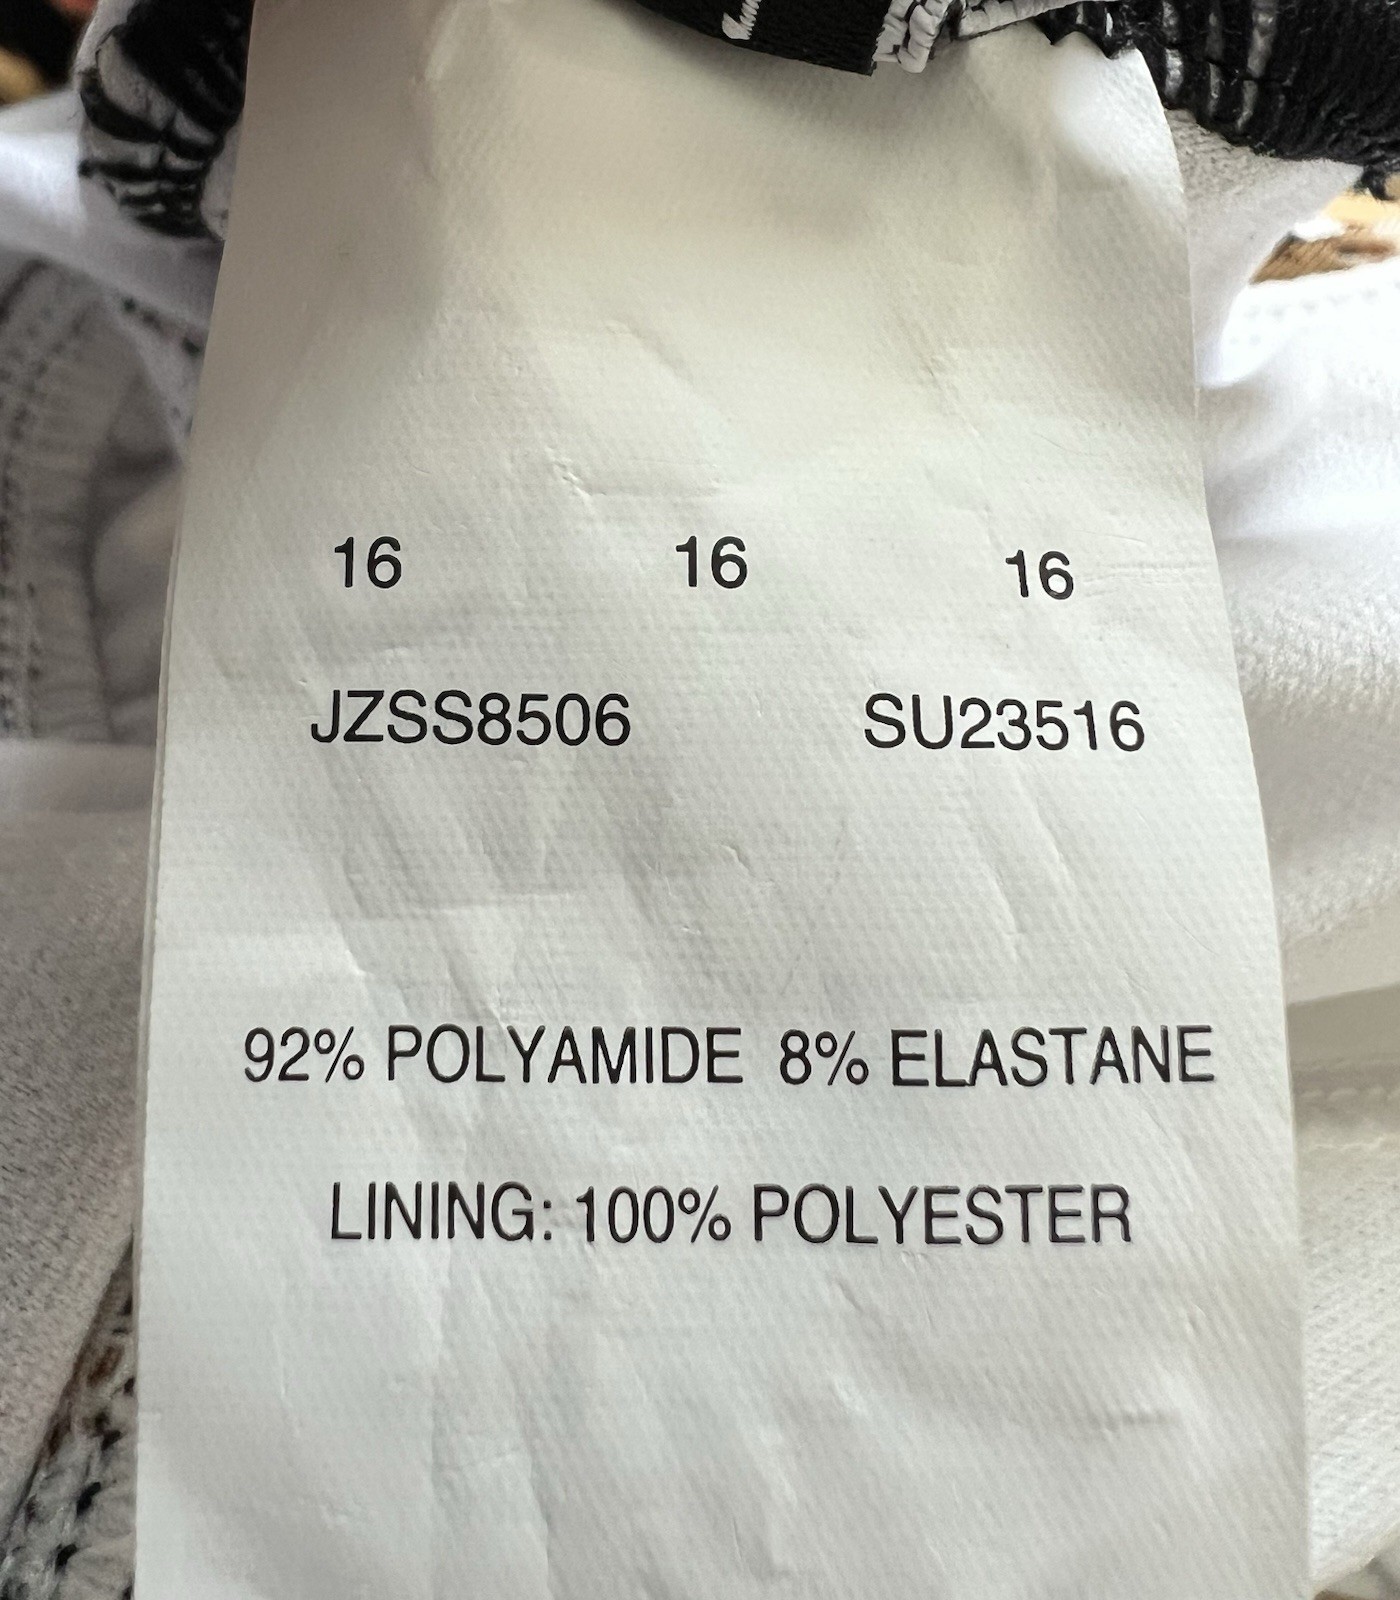 16 16 16
JZSS8506 SU23516
92% POLYAMIDE 8% ELASTANE
LINING: 100% POLYESTER